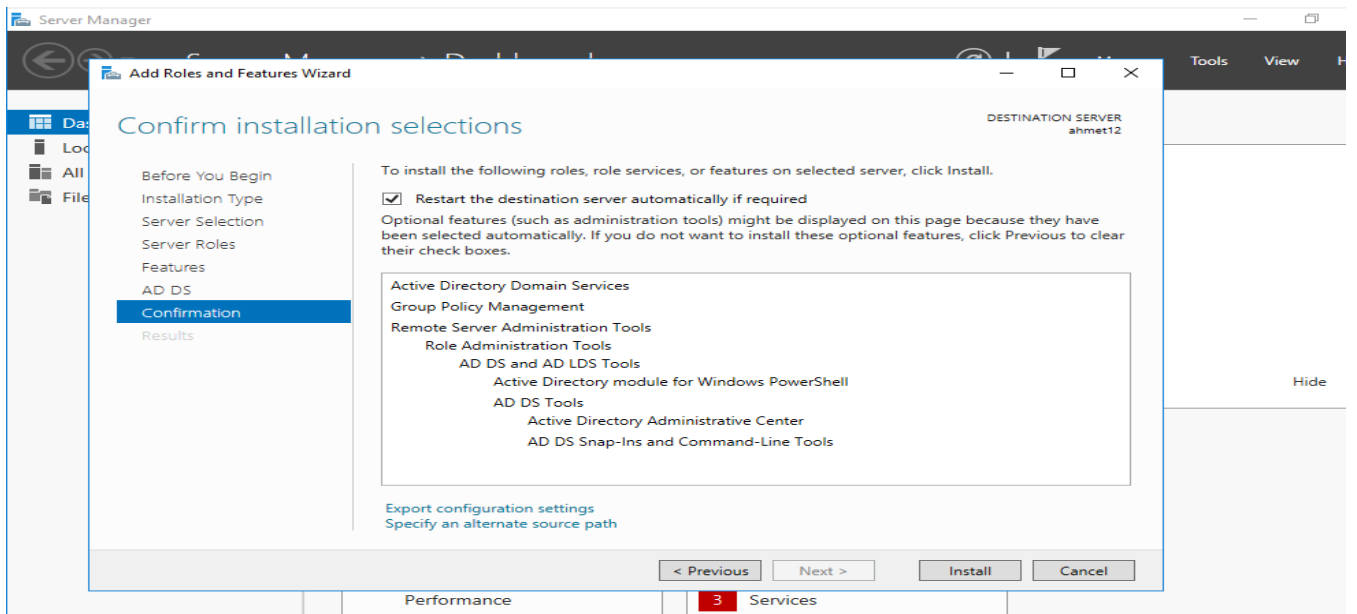 Server Manager
Add Roles and Features Wizard
Tools View
Confirm installation selections
DESTINATION SERVER
ahmet12
Before You Begin
Installation Type
Server Selection
Server Roles
Features
AD DS
Confirmation
Results
To install the following roles, role services, or features on selected server, click Install.
Restart the destination server automatically if required
Optional features (such as administration tools) might be displayed on this page because they have
been selected automatically. If you do not want to install these optional features, click Previous to clear
their check boxes.
Active Directory Domain Services
Group Policy Management
Remote Server Administration Tools
Role Administration Tools
AD DS and AD LDS Tools
Active Directory module for Windows PowerShell
AD DS Tools
Active Directory Administrative Center
AD DS Snap-Ins and Command-Line Tools
Export configuration settings
Specify an alternate source path
< Previous
Next >
Install
Cancel
All
File
Hide
Performance
3 Services